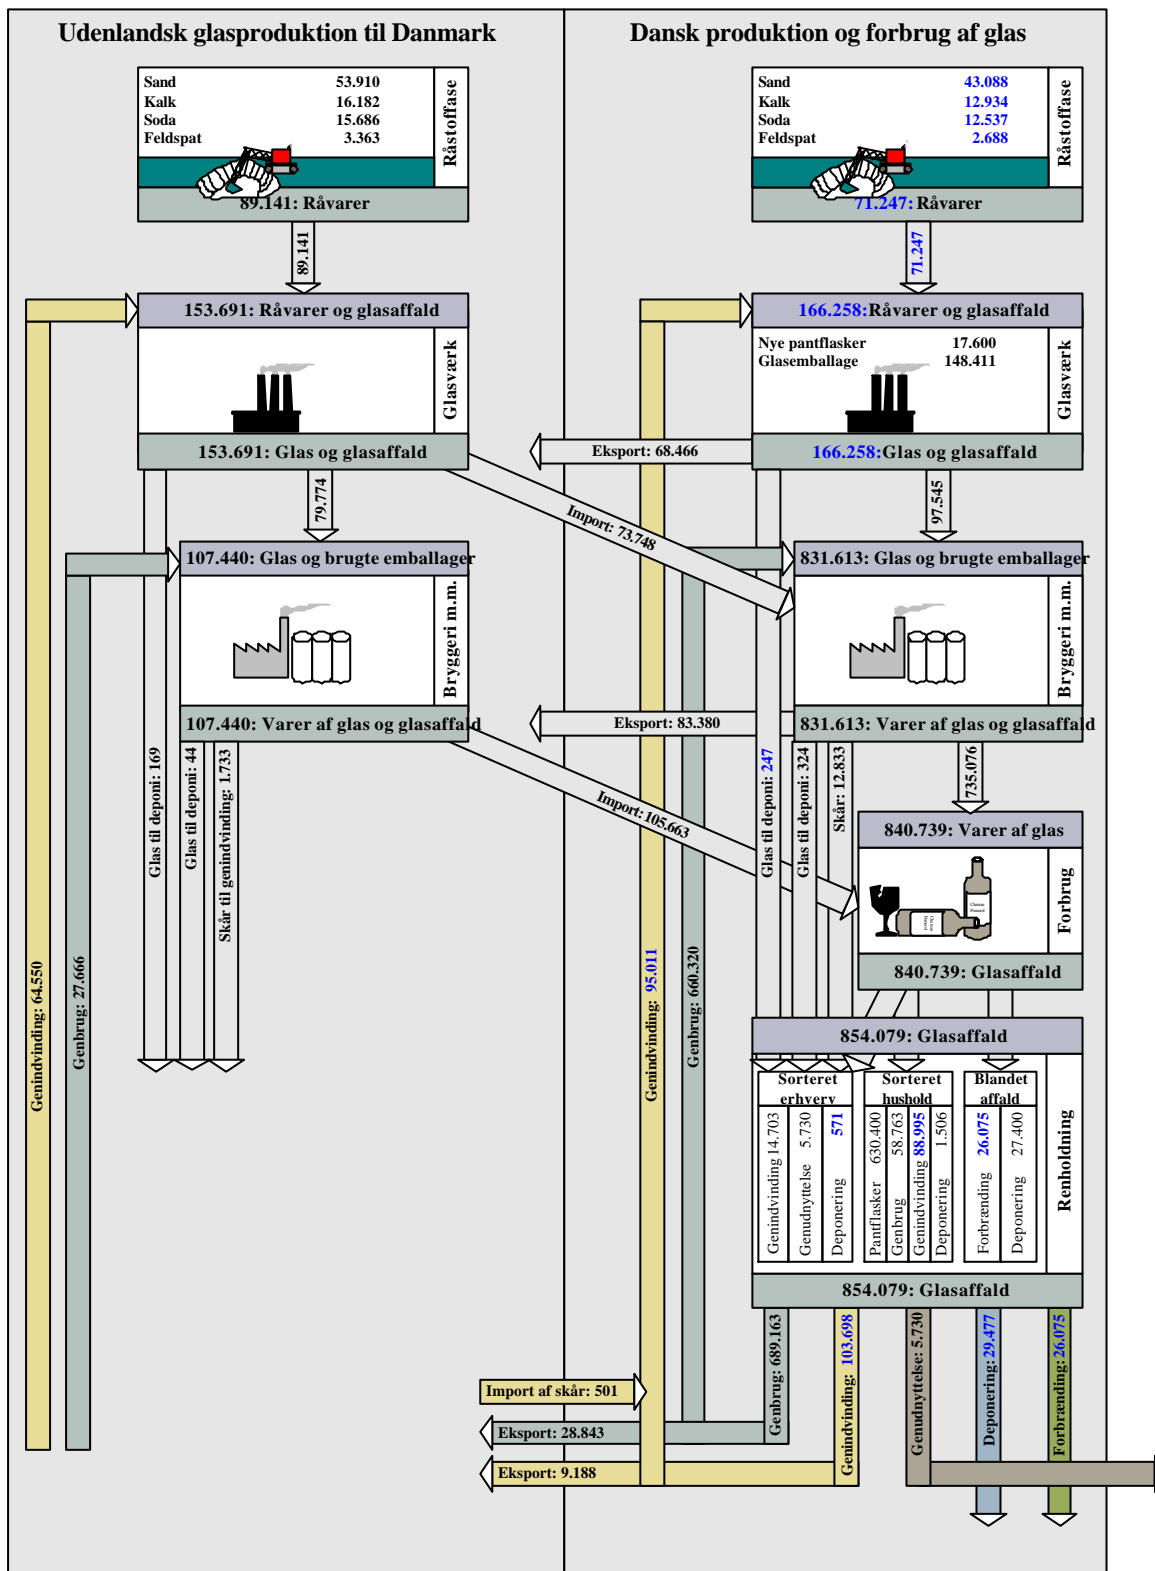 Udenlandsk glasproduktion til Danmark
Sand 53.910
Kalk 16.182
Soda 15.686
Feldspat 3.363
Råstoffase
89.141: Råvarer
89.141
153.691: Råvarer og glasaffald
Glasværk
153.691: Glas og glasaffald
79.774
107.440: Glas og brugte emballager
Bryggeri m.m.
107.440: Varer af glas og glasaffald
Glas til deponi: 169
Glas til deponi: 44
Skår til genindvinding: 1.733
Genindvinding: 64.550
Genbrug: 27.666
Dansk produktion og forbrug af glas
Sand 43.088
Kalk 12.934
Soda 12.537
Feldspat 2.688
Råstoffase
71.247: Råvarer
71.247
166.258:Råvarer og glasaffald
Nye pantflasker 17.600
Glasemballage 148.411
Glasværk
166.258:Glas og glasaffald
Eksport: 68.466
Import: 73.748
97.545
831.613: Glas og brugte emballager
Bryggeri m.m.
831.613: Varer af glas og glasaffald
Eksport: 83.380
Import: 105.663
Glas til deponi: 247
Glas til deponi: 324
Skår: 12.833
735.076
840.739: Varer af glas
Forbrug
840.739: Glasaffald
Genindvinding: 95.011
Genbrug: 660.320
854.079: Glasaffald
Renholdning
Sorteret
erhverv
Genindvinding 14.703
Genudnyttelse 5.730
Deponering 571
Sorteret
hushold
Pantflasker 630.400
Genbrug 58.763
Genindvinding 88.995
Deponering 1.506
Blandet
affald
Forbrænding 26.075
Deponering 27.400
854.079: Glasaffald
Genbrug: 689.163
Genindvinding: 103.698
Genudnyttelse: 5.730
Deponering: 29.477
Forbrænding: 26.075
Import af skår: 501
Eksport: 28.843
Eksport: 9.188